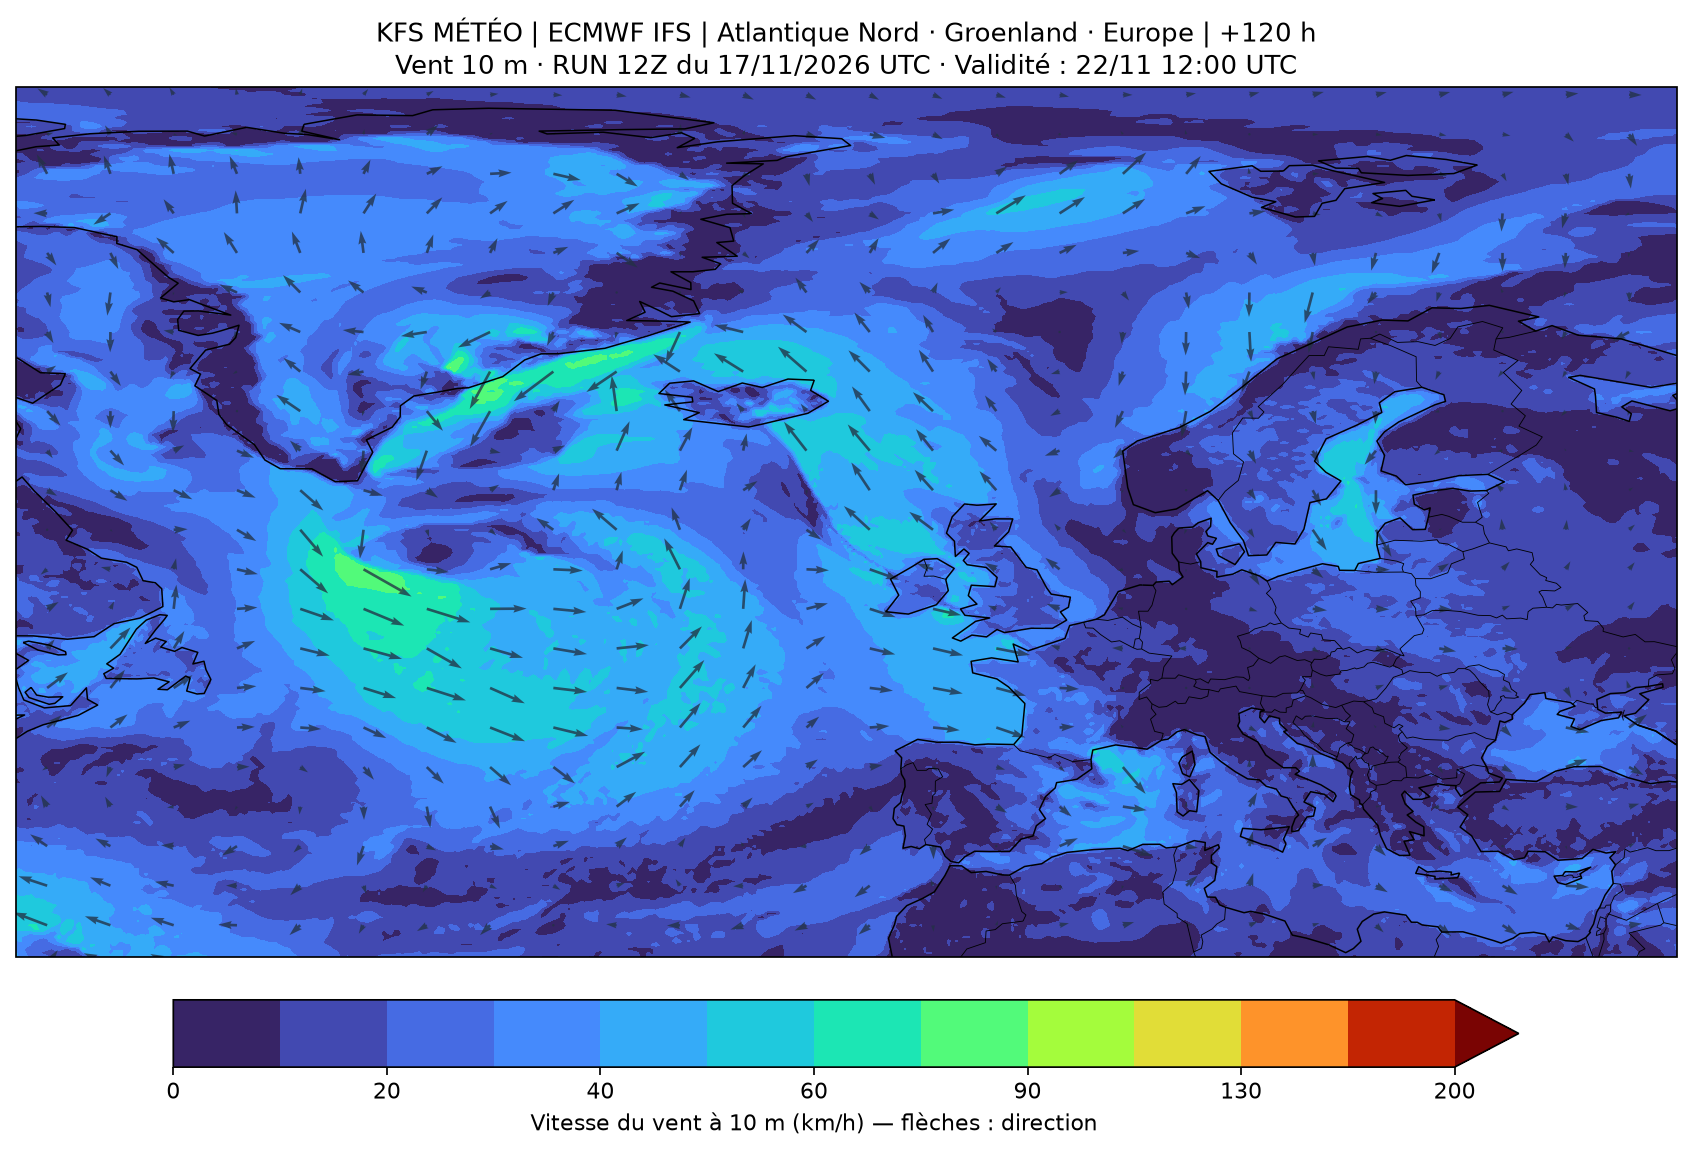 KFS MÉTÉO | ECMWF IFS | Atlantique Nord · Groenland · Europe | +120 h
Vent 10 m · RUN 12Z du 17/11/2026 UTC · Validité : 22/11 12:00 UTC
0 20 40 60 90 130 200
Vitesse du vent à 10 m (km/h) — flèches : direction